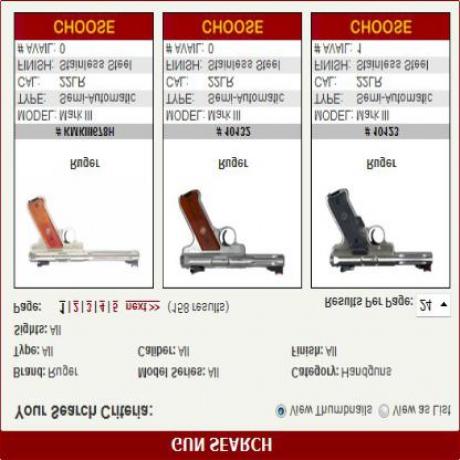 GUN SEARCH
Your Search Criteria:
View Thumbnails View as List
Brand: Ruger Model Series: All Category: Handguns
Type: All Caliber: All Finish: All
Sights: All
Page: 1|2|3|4|5 next >> (158 results) Results Per Page: 24
Ruger Ruger Ruger
# KMKIII678H # 10132 # 10123
MODEL: Mark III MODEL: Mark III MODEL: Mark III
TYPE: Semi-Automatic TYPE: Semi-Automatic TYPE: Semi-Automatic
CAL: 22LR CAL: 22LR CAL: 22LR
FINISH: Stainless Steel FINISH: Stainless Steel FINISH: Stainless Steel
# AVAIL: 0 # AVAIL: 0 # AVAIL: 1
CHOOSE CHOOSE CHOOSE